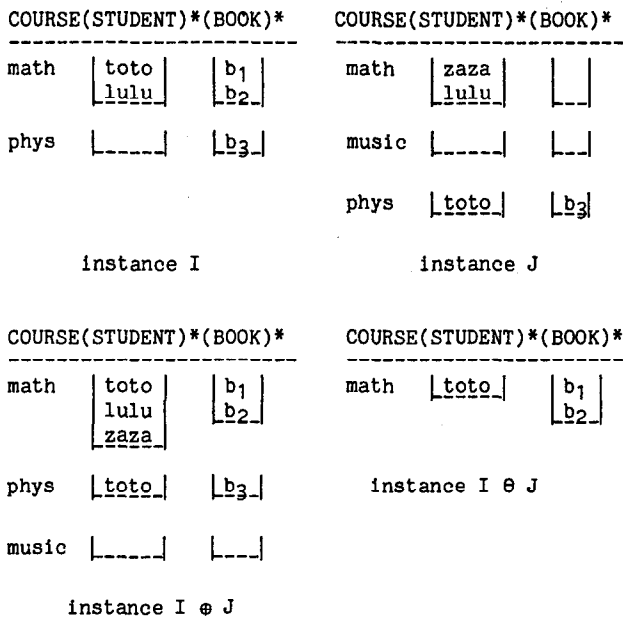 COURSE(STUDENT)*(BOOK)*
math toto b1
lulu b2
phys b3
instance I
COURSE(STUDENT)*(BOOK)*
math zaza
lulu
music
phys toto b3
instance J
COURSE(STUDENT)*(BOOK)*
math toto b1
lulu b2
zaza
phys toto b3
music
instance I ⊕ J
COURSE(STUDENT)*(BOOK)*
math toto b1
b2
instance I θ J